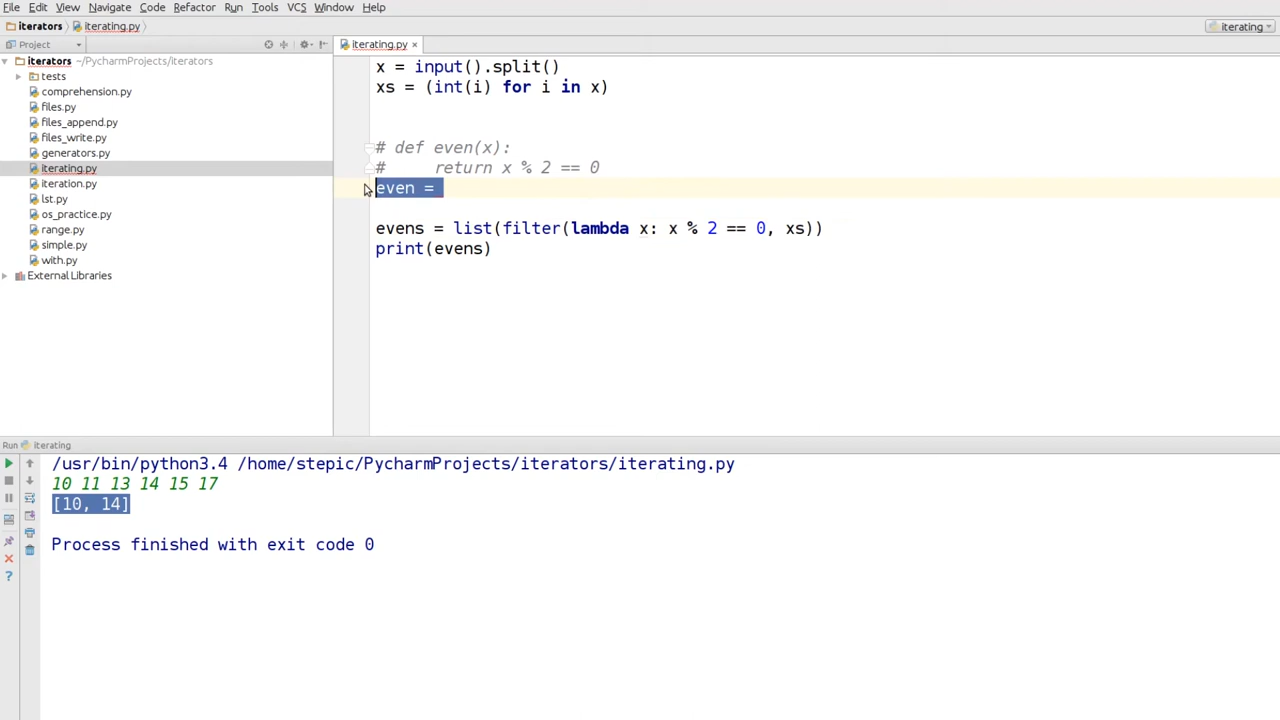 File Edit View Navigate Code Refactor Run Tools VCS Window Help
iterators iterating.py iterating
Project iterating.py
iterators ~/PycharmProjects/iterators
tests
comprehension.py
files.py
files_append.py
files_write.py
generators.py
iterating.py
iteration.py
lst.py
os_practice.py
range.py
simple.py
with.py
External Libraries
x = input().split()
xs = (int(i) for i in x)
# def even(x):
#     return x % 2 == 0
even =
evens = list(filter(lambda x: x % 2 == 0, xs))
print(evens)
Run iterating
/usr/bin/python3.4 /home/stepic/PycharmProjects/iterators/iterating.py
10 11 13 14 15 17
[10, 14]
Process finished with exit code 0